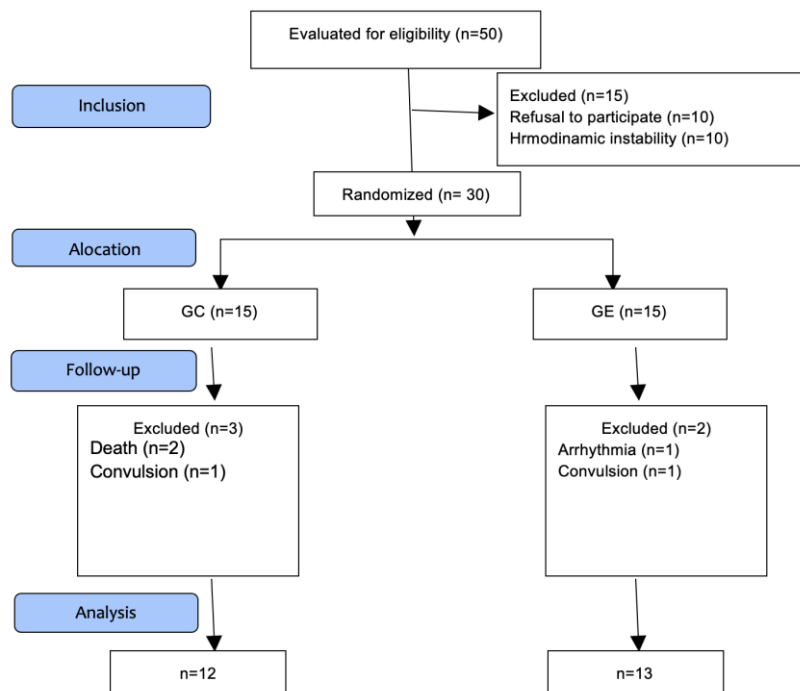 Evaluated for eligibility (n=50)
Inclusion
Excluded (n=15)
Refusal to participate (n=10)
Hrmodinamic instability (n=10)
Randomized (n= 30)
Alocation
GC (n=15)
GE (n=15)
Follow-up
Excluded (n=3)
Death (n=2)
Convulsion (n=1)
Excluded (n=2)
Arrhythmia (n=1)
Convulsion (n=1)
Analysis
n=12
n=13